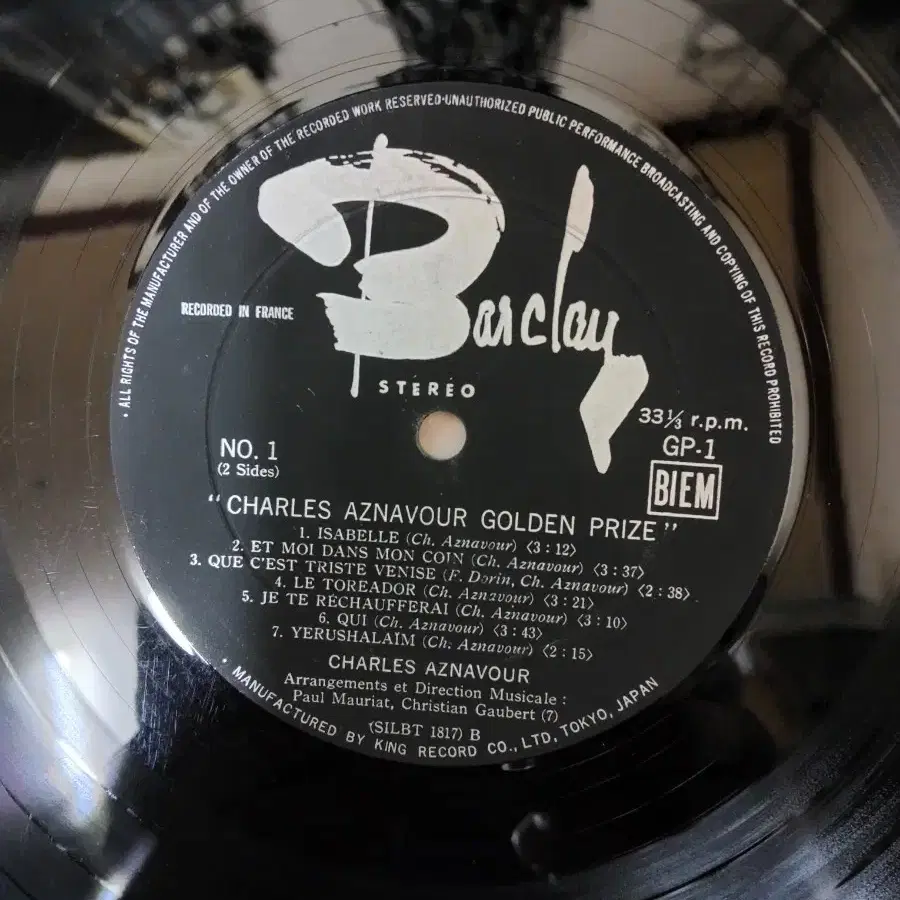 • ALL RIGHTS OF THE MANUFACTURER AND OF THE OWNER OF THE RECORDED WORK RESERVED-UNAUTHORIZED PUBLIC PERFORMANCE BROADCASTING AND COPYING OF THIS RECORD PROHIBITED
Barclay
RECORDED IN FRANCE
STÉRÉO
33⅓ r.p.m.
GP-1
BIEM
NO. 1
(2 Sides)
"CHARLES AZNAVOUR GOLDEN PRIZE"
1. ISABELLE (Ch. Aznavour) 〈3 : 12〉
2. ET MOI DANS MON COIN (Ch. Aznavour) 〈3 : 37〉
3. QUE C'EST TRISTE VENISE (F. Dorin, Ch. Aznavour) 〈2 : 38〉
4. LE TOREADOR (Ch. Aznavour) 〈3 : 21〉
5. JE TE RÉCHAUFFERAI (Ch. Aznavour) 〈3 : 10〉
6. QUI (Ch. Aznavour) 〈3 : 43〉
7. YERUSHALAÏM (Ch. Aznavour) 〈2 : 15〉
CHARLES AZNAVOUR
Arrangements et Direction Musicale :
Paul Mauriat, Christian Gaubert (7)
(SILBT 1817) B
• MANUFACTURED BY KING RECORD CO., LTD, TOKYO, JAPAN